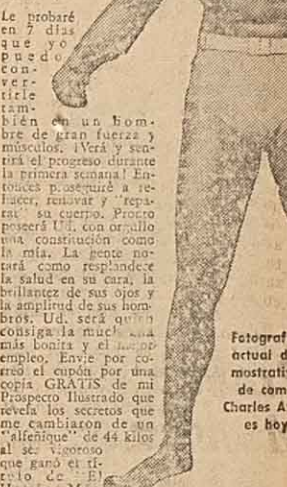 Le probaré
en 7 días
que yo
puedo
con-
ver-
tirle
tam-
bién en un hom-
bre de gran fuerza y
músculos. ¡Verá y sen-
tirá el progreso durante
la primera semana! En-
tonces proseguiré a re-
hacer, renovar y "repa-
rar" su cuerpo. Pronto
poseerá Ud. con orgullo
una constitución como
la mía. La gente no-
tará como resplandece
la salud en su cara, la
brillantez de sus ojos y
la amplitud de sus hom-
bros. Ud. será quien
consiga la muchacha
más bonita y el mejor
empleo. Envíe por co-
rreo el cupón por una
copia GRATIS de mi
Prospecto Ilustrado que
revela los secretos que
me cambiaron de un
"alfeñique" de 44 kilos
al ser vigoroso
que ganó el tí-
tulo de "El
Fotograf
actual d
mostrati
de com
Charles A
es hoy